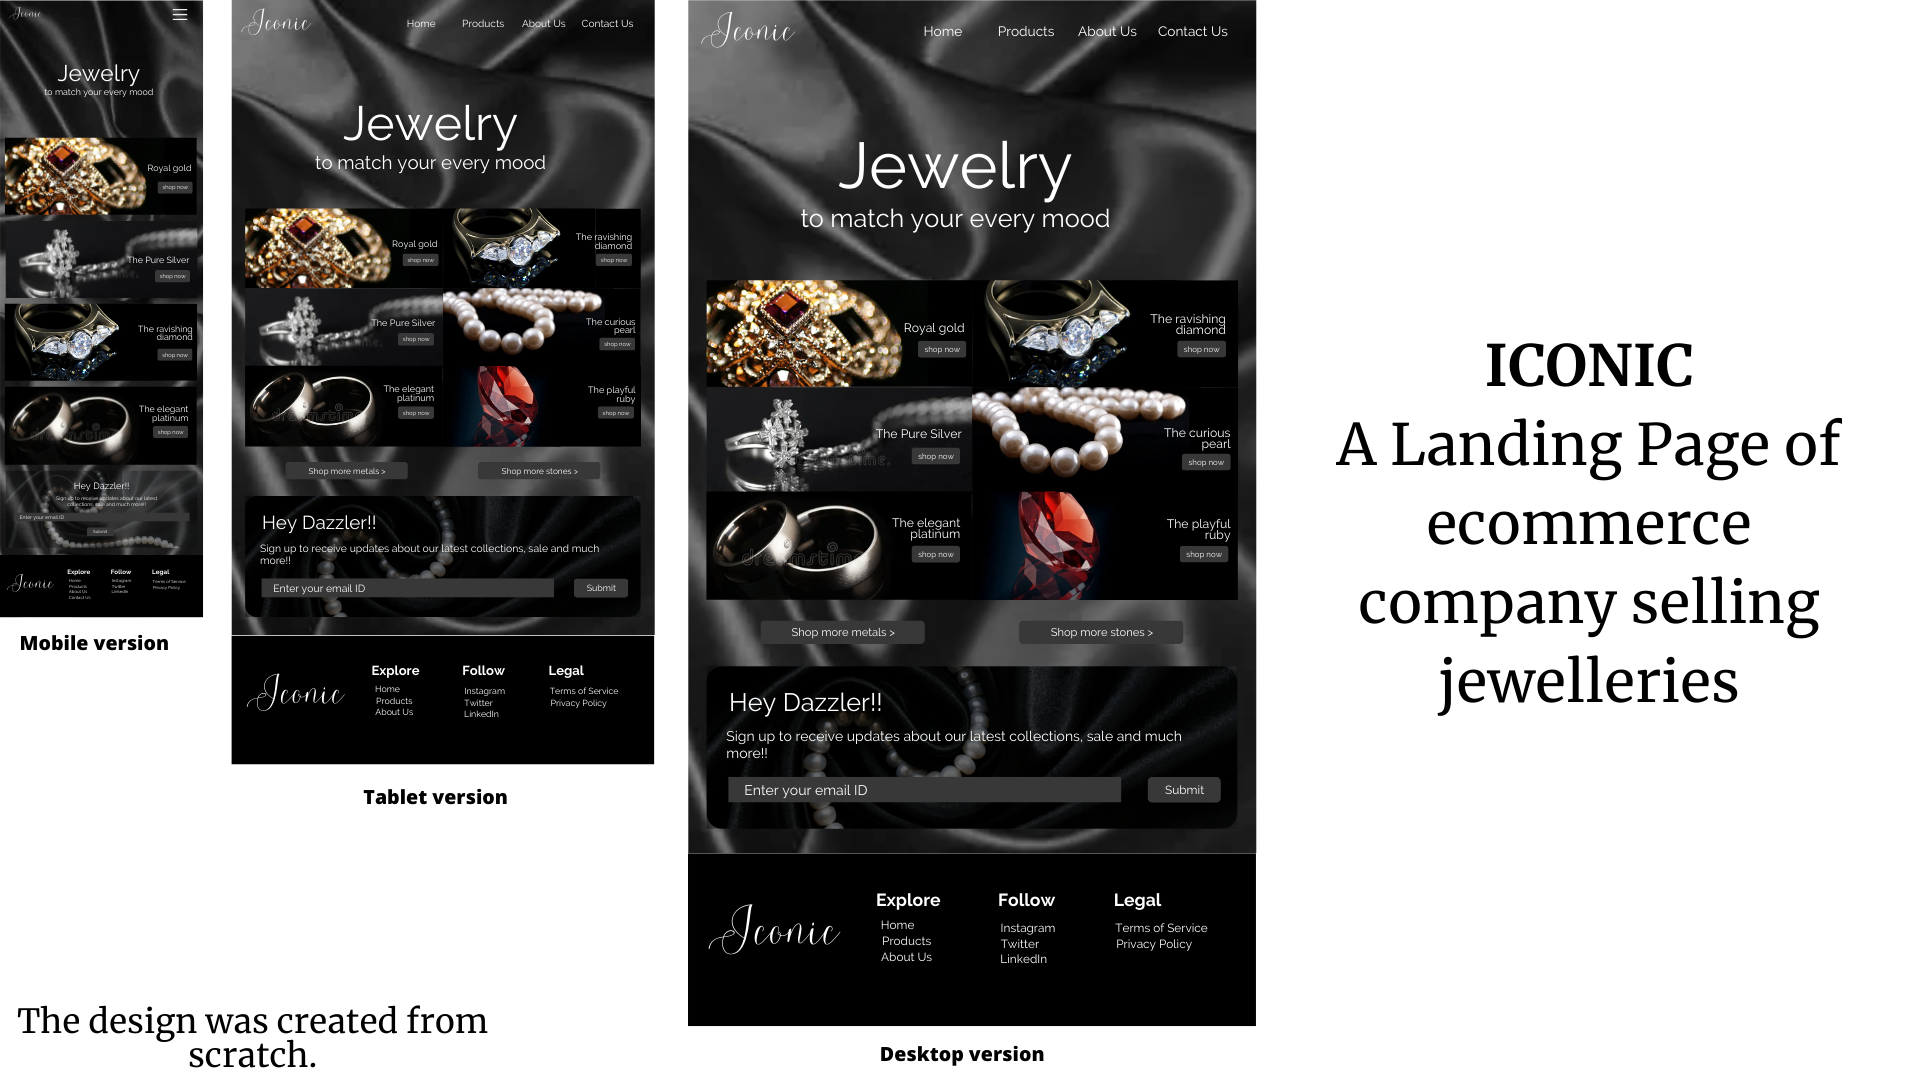 Iconic
Jewelry
to match your every mood
Royal gold
shop now
The Pure Silver
shop now
The ravishing
diamond
shop now
The elegant
platinum
shop now
Hey Dazzler!!
Sign up to receive updates about our latest
collections, sale and much more!!
Enter your email ID
Submit
Iconic
Explore
Home
Products
About Us
Contact Us
Follow
Instagram
Twitter
LinkedIn
Legal
Terms of Service
Privacy Policy
Mobile version
Iconic
Home Products About Us Contact Us
Jewelry
to match your every mood
Royal gold
shop now
The ravishing
diamond
shop now
The Pure Silver
shop now
The curious
pearl
shop now
The elegant
platinum
shop now
dreamstime
The playful
ruby
shop now
Shop more metals >
Shop more stones >
Hey Dazzler!!
Sign up to receive updates about our latest collections, sale and much
more!!
Enter your email ID
Submit
Iconic
Explore
Home
Products
About Us
Follow
Instagram
Twitter
LinkedIn
Legal
Terms of Service
Privacy Policy
Tablet version
Iconic
Home Products About Us Contact Us
Jewelry
to match your every mood
Royal gold
shop now
The ravishing
diamond
shop now
The Pure Silver
shop now
The curious
pearl
shop now
The elegant
platinum
shop now
dreamstime
The playful
ruby
shop now
Shop more metals >
Shop more stones >
Hey Dazzler!!
Sign up to receive updates about our latest collections, sale and much
more!!
Enter your email ID
Submit
Iconic
Explore
Home
Products
About Us
Follow
Instagram
Twitter
LinkedIn
Legal
Terms of Service
Privacy Policy
Desktop version
ICONIC
A Landing Page of
ecommerce
company selling
jewelleries
The design was created from
scratch.